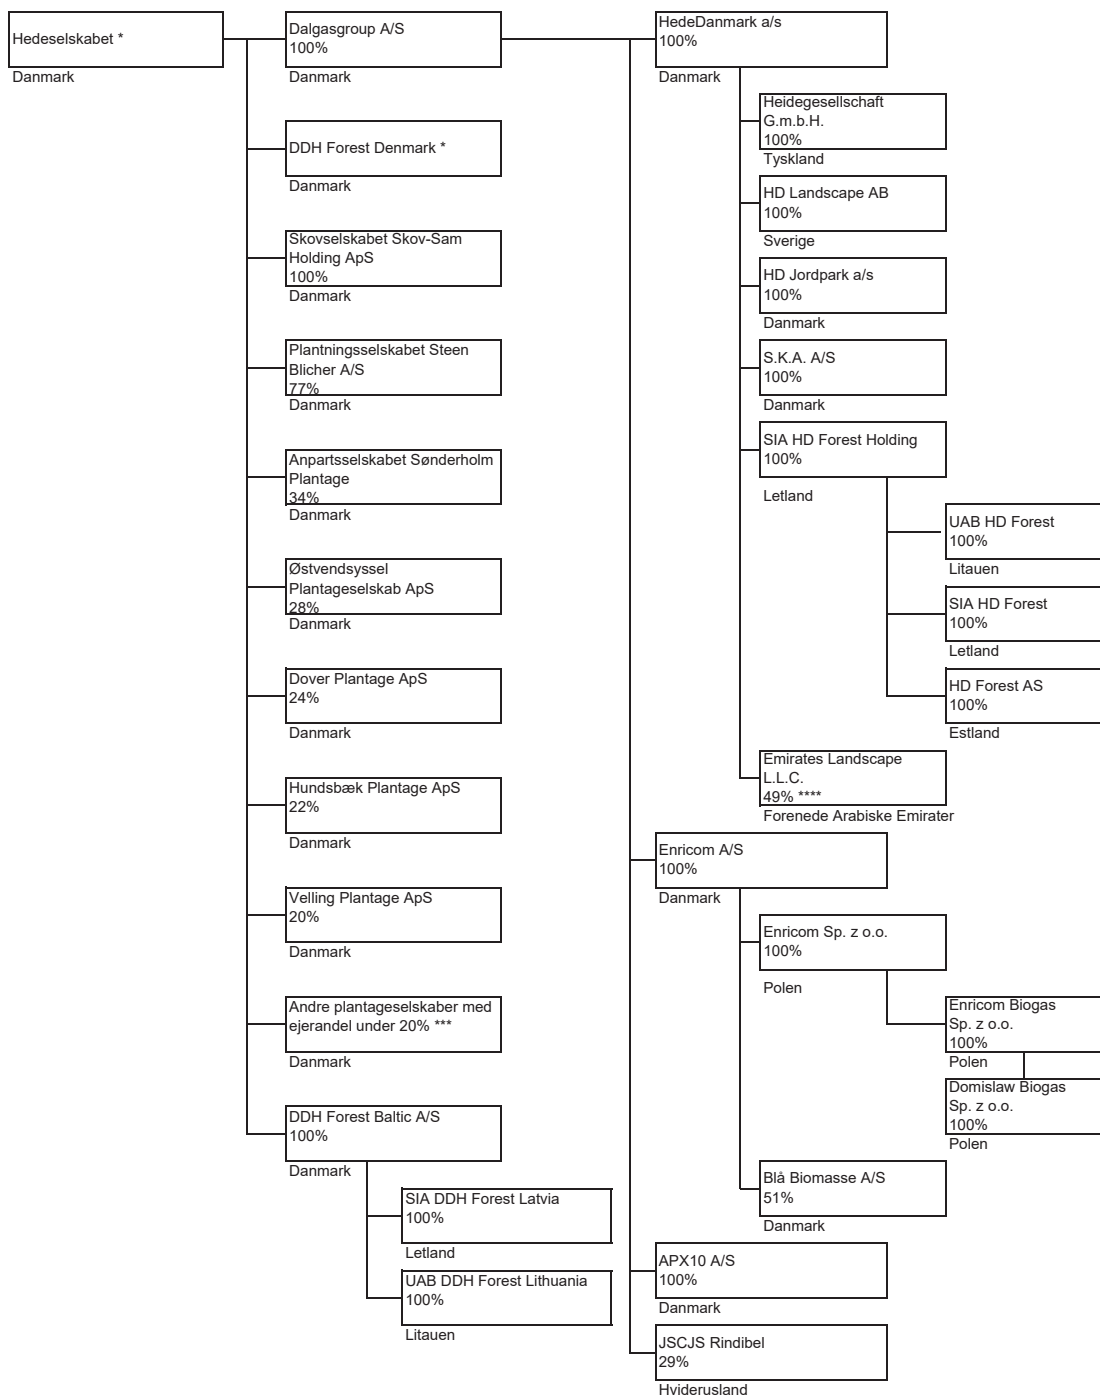 Hedeselskabet *
Danmark
Dalgasgroup A/S
100%
Danmark
DDH Forest Denmark *
Danmark
Skovselskabet Skov-Sam
Holding ApS
100%
Danmark
Plantningsselskabet Steen
Blicher A/S
77%
Danmark
Anpartsselskabet Sønderholm
Plantage
34%
Danmark
Østvendsyssel
Plantageselskab ApS
28%
Danmark
Dover Plantage ApS
24%
Danmark
Hundsbæk Plantage ApS
22%
Danmark
Velling Plantage ApS
20%
Danmark
Andre plantageselskaber med
ejerandel under 20% ***
Danmark
DDH Forest Baltic A/S
100%
Danmark
SIA DDH Forest Latvia
100%
Letland
UAB DDH Forest Lithuania
100%
Litauen
HedeDanmark a/s
100%
Danmark
Heidegesellschaft
G.m.b.H.
100%
Tyskland
HD Landscape AB
100%
Sverige
HD Jordpark a/s
100%
Danmark
S.K.A. A/S
100%
Danmark
SIA HD Forest Holding
100%
Letland
UAB HD Forest
100%
Litauen
SIA HD Forest
100%
Letland
HD Forest AS
100%
Estland
Emirates Landscape
L.L.C.
49% ****
Forenede Arabiske Emirater
Enricom A/S
100%
Danmark
Enricom Sp. z o.o.
100%
Polen
Enricom Biogas
Sp. z o.o.
100%
Polen
Domislaw Biogas
Sp. z o.o.
100%
Polen
Blå Biomasse A/S
51%
Danmark
APX10 A/S
100%
Danmark
JSCJS Rindibel
29%
Hviderusland